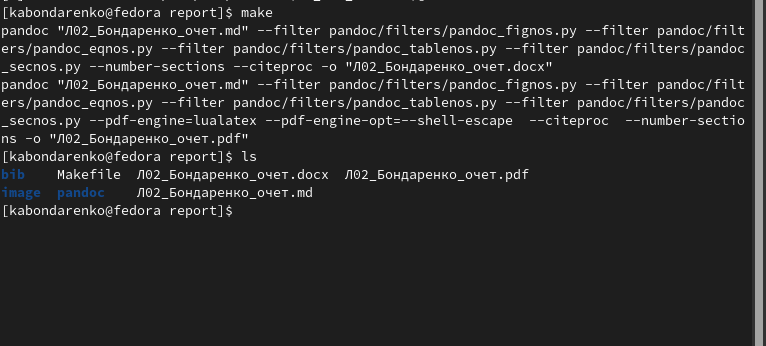 [kabondarenko@fedora report]$ make
pandoc "Л02_Бондаренко_очет.md" --filter pandoc/filters/pandoc_fignos.py --filter pandoc/filt
ers/pandoc_eqnos.py --filter pandoc/filters/pandoc_tablenos.py --filter pandoc/filters/pandoc
_secnos.py --number-sections --citeproc -o "Л02_Бондаренко_очет.docx"
pandoc "Л02_Бондаренко_очет.md" --filter pandoc/filters/pandoc_fignos.py --filter pandoc/filt
ers/pandoc_eqnos.py --filter pandoc/filters/pandoc_tablenos.py --filter pandoc/filters/pandoc
_secnos.py --pdf-engine=lualatex --pdf-engine-opt=--shell-escape  --citeproc  --number-sectio
ns -o "Л02_Бондаренко_очет.pdf"
[kabondarenko@fedora report]$ ls
bib    Makefile  Л02_Бондаренко_очет.docx  Л02_Бондаренко_очет.pdf
image  pandoc    Л02_Бондаренко_очет.md
[kabondarenko@fedora report]$